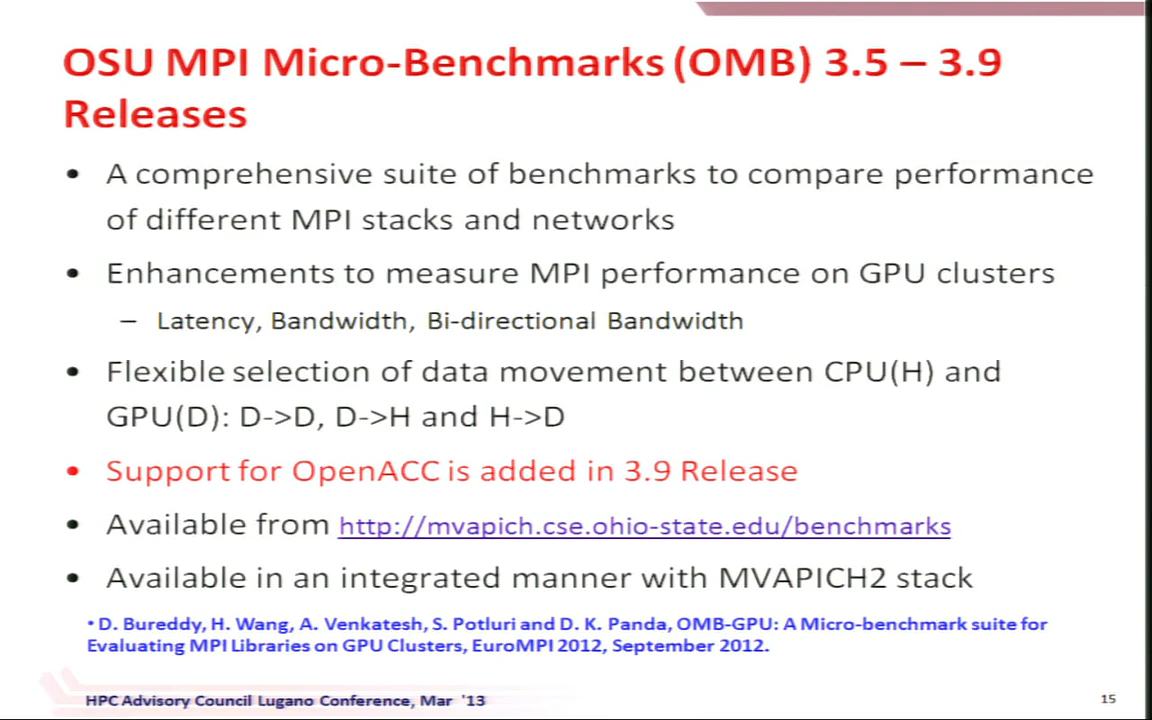 OSU MPI Micro-Benchmarks (OMB) 3.5 – 3.9
Releases
• A comprehensive suite of benchmarks to compare performance
of different MPI stacks and networks
• Enhancements to measure MPI performance on GPU clusters
– Latency, Bandwidth, Bi-directional Bandwidth
• Flexible selection of data movement between CPU(H) and
GPU(D): D->D, D->H and H->D
• Support for OpenACC is added in 3.9 Release
• Available from http://mvapich.cse.ohio-state.edu/benchmarks
• Available in an integrated manner with MVAPICH2 stack
• D. Bureddy, H. Wang, A. Venkatesh, S. Potluri and D. K. Panda, OMB-GPU: A Micro-benchmark suite for
Evaluating MPI Libraries on GPU Clusters, EuroMPI 2012, September 2012.
HPC Advisory Council Lugano Conference, Mar '13
15